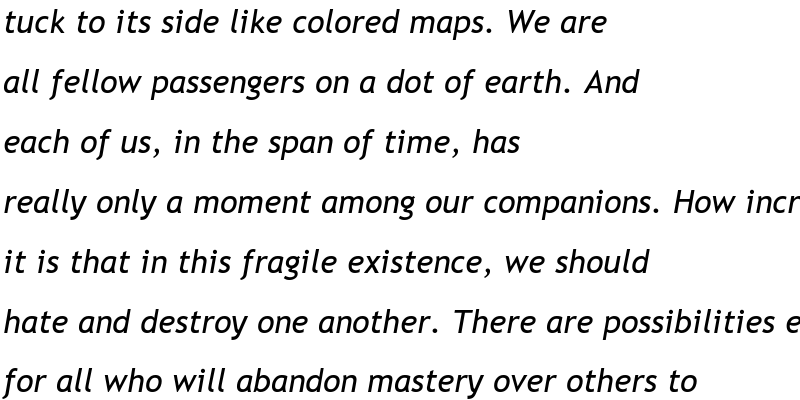 tuck to its side like colored maps. We are
all fellow passengers on a dot of earth. And
each of us, in the span of time, has
really only a moment among our companions. How
it is that in this fragile existence, we should
hate and destroy one another. There are possibilities
for all who will abandon mastery over others to